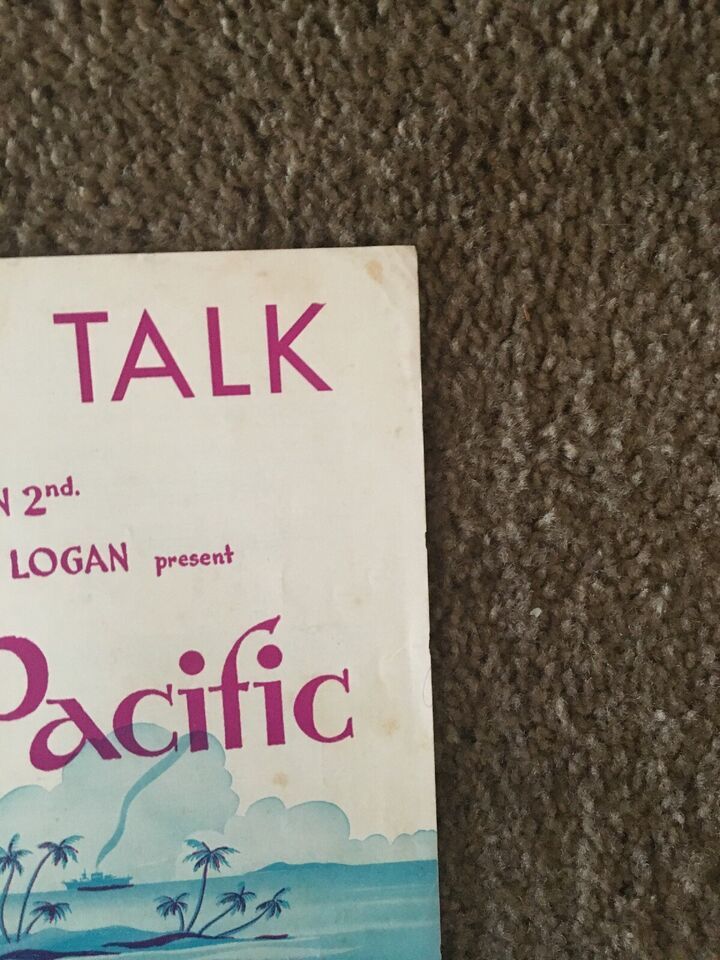 TALK
N 2nd.
LOGAN present
Pacific